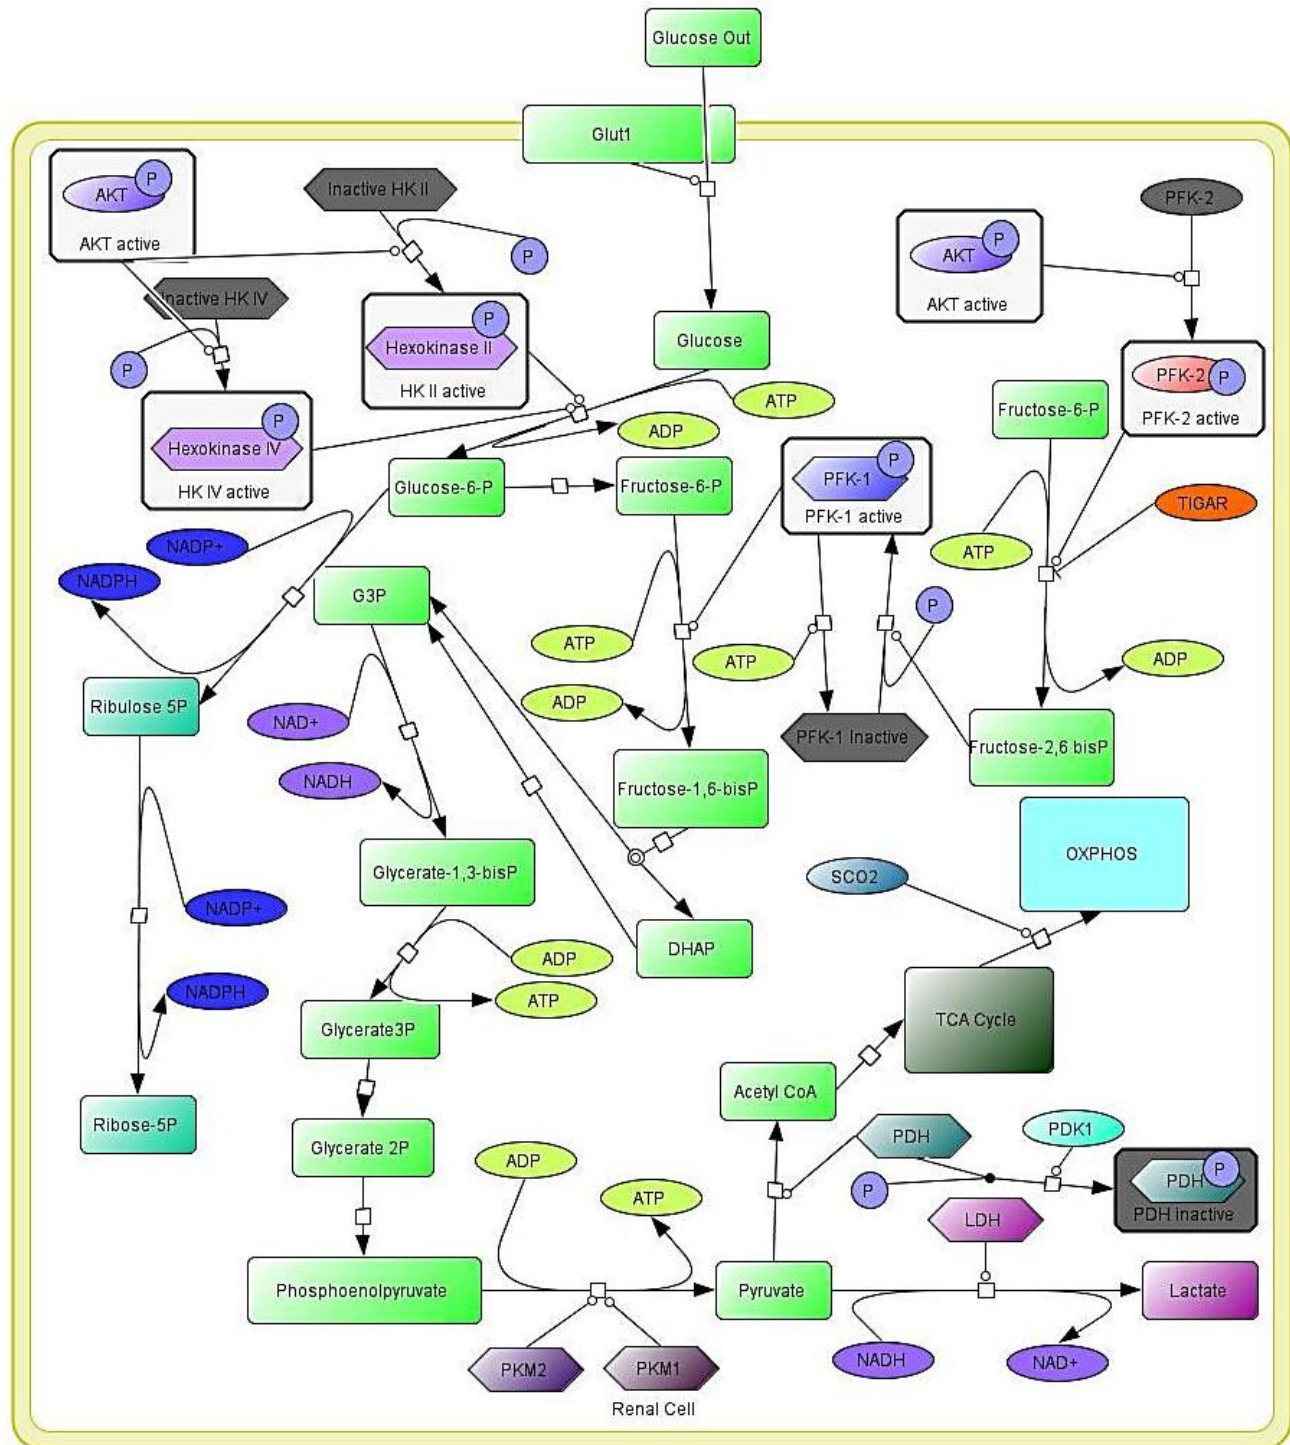 Glucose Out
Glut1
AKT
P
AKT active
Inactive HK II
P
Inactive HK IV
P
P
Hexokinase II
HK II active
P
Hexokinase IV
HK IV active
Glucose
ATP
ADP
PFK-2
AKT
P
AKT active
PFK-2
P
PFK-2 active
Fructose-6-P
TIGAR
ATP
ADP
Fructose-2,6 bisP
Glucose-6-P
Fructose-6-P
PFK-1
P
PFK-1 active
P
ATP
PFK-1 Inactive
ATP
ADP
Fructose-1,6-bisP
NADP+
NADPH
Ribulose 5P
NADP+
NADPH
Ribose-5P
G3P
NAD+
NADH
Glycerate-1,3-bisP
DHAP
ADP
ATP
Glycerate3P
Glycerate 2P
Phosphoenolpyruvate
ADP
ATP
PKM2
PKM1
Renal Cell
Pyruvate
Acetyl CoA
TCA Cycle
SCO2
OXPHOS
PDH
P
PDK1
PDH
P
PDH inactive
LDH
NADH
NAD+
Lactate